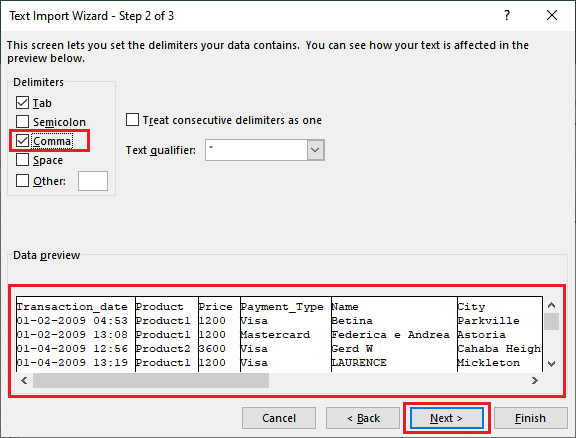 Text Import Wizard - Step 2 of 3
This screen lets you set the delimiters your data contains.  You can see how your text is affected in the
preview below.
Delimiters
Tab
Semicolon
Comma
Space
Other:
Treat consecutive delimiters as one
Text qualifier: "
Data preview
Transaction_date Product Price Payment_Type Name City
01-02-2009 04:53 Product1 1200 Visa Betina Parkville
01-02-2009 13:08 Product1 1200 Mastercard Federica e Andrea Astoria
01-04-2009 12:56 Product2 3600 Visa Gerd W Cahaba Heigh
01-04-2009 13:19 Product1 1200 Visa LAURENCE Mickleton
Cancel < Back Next > Finish